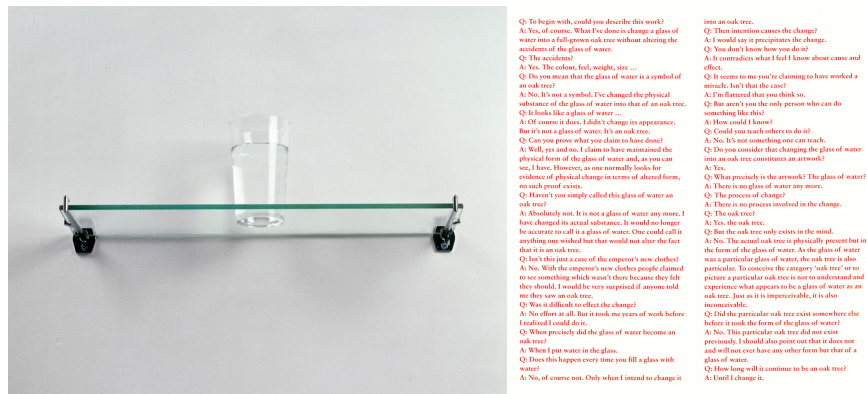 Q: To begin with, could you describe this work?
A: Yes, of course. What I've done is change a glass of
water into a full-grown oak tree without altering the
accidents of the glass of water.
Q: The accidents?
A: Yes. The colour, feel, weight, size ...
Q: Do you mean that the glass of water is a symbol of
an oak tree?
A: No. It's not a symbol. I've changed the physical
substance of the glass of water into that of an oak tree.
Q: It looks like a glass of water ...
A: Of course it does. I didn't change its appearance.
But it's not a glass of water. It's an oak tree.
Q: Can you prove what you claim to have done?
A: Well, yes and no. I claim to have maintained the
physical form of the glass of water and, as you can
see, I have. However, as one normally looks for
evidence of physical change in terms of altered form,
no such proof exists.
Q: Haven't you simply called this glass of water an
oak tree?
A: Absolutely not. It is not a glass of water any more. I
have changed its actual substance. It would no longer
be accurate to call it a glass of water. One could call it
anything one wished but that would not alter the fact
that it is an oak tree.
Q: Isn't this just a case of the emperor's new clothes?
A: No. With the emperor's new clothes people claimed
to see something which wasn't there because they felt
they should. I would be very surprised if anyone told
me they saw an oak tree.
Q: Was it difficult to effect the change?
A: No effort at all. But it took me years of work before
I realized I could do it.
Q: When precisely did the glass of water become an
oak tree?
A: When I put water in the glass.
Q: Does this happen every time you fill a glass with
water?
A: No, of course not. Only when I intend to change it
into an oak tree.
Q: Then intention causes the change?
A: I would say it precipitates the change.
Q: You don't know how you do it?
A: It contradicts what I feel I know about cause and
effect.
Q: It seems to me you're claiming to have worked a
miracle. Isn't that the case?
A: I'm flattered that you think so.
Q: But aren't you the only person who can do
something like this?
A: How could I know?
Q: Could you teach others to do it?
A: No. It's not something one can teach.
Q: Do you consider that changing the glass of water
into an oak tree constitutes an artwork?
A: Yes.
Q: What precisely is the artwork? The glass of water?
A: There is no glass of water any more.
Q: The process of change?
A: There is no process involved in the change.
Q: The oak tree?
A: Yes, the oak tree.
Q: But the oak tree only exists in the mind.
A: No. The actual oak tree is physically present but in
the form of the glass of water. As the glass of water
was a particular glass of water, the oak tree is also
particular. To conceive the category 'oak tree' or to
picture a particular oak tree is not to understand and
experience what appears to be a glass of water as an
oak tree. Just as it is imperceivable, it is also
inconceivable.
Q: Did the particular oak tree exist somewhere else
before it took the form of the glass of water?
A: No. This particular oak tree did not exist
previously. I should also point out that it does not
and will not ever have any other form but that of a
glass of water.
Q: How long will it continue to be an oak tree?
A: Until I change it.